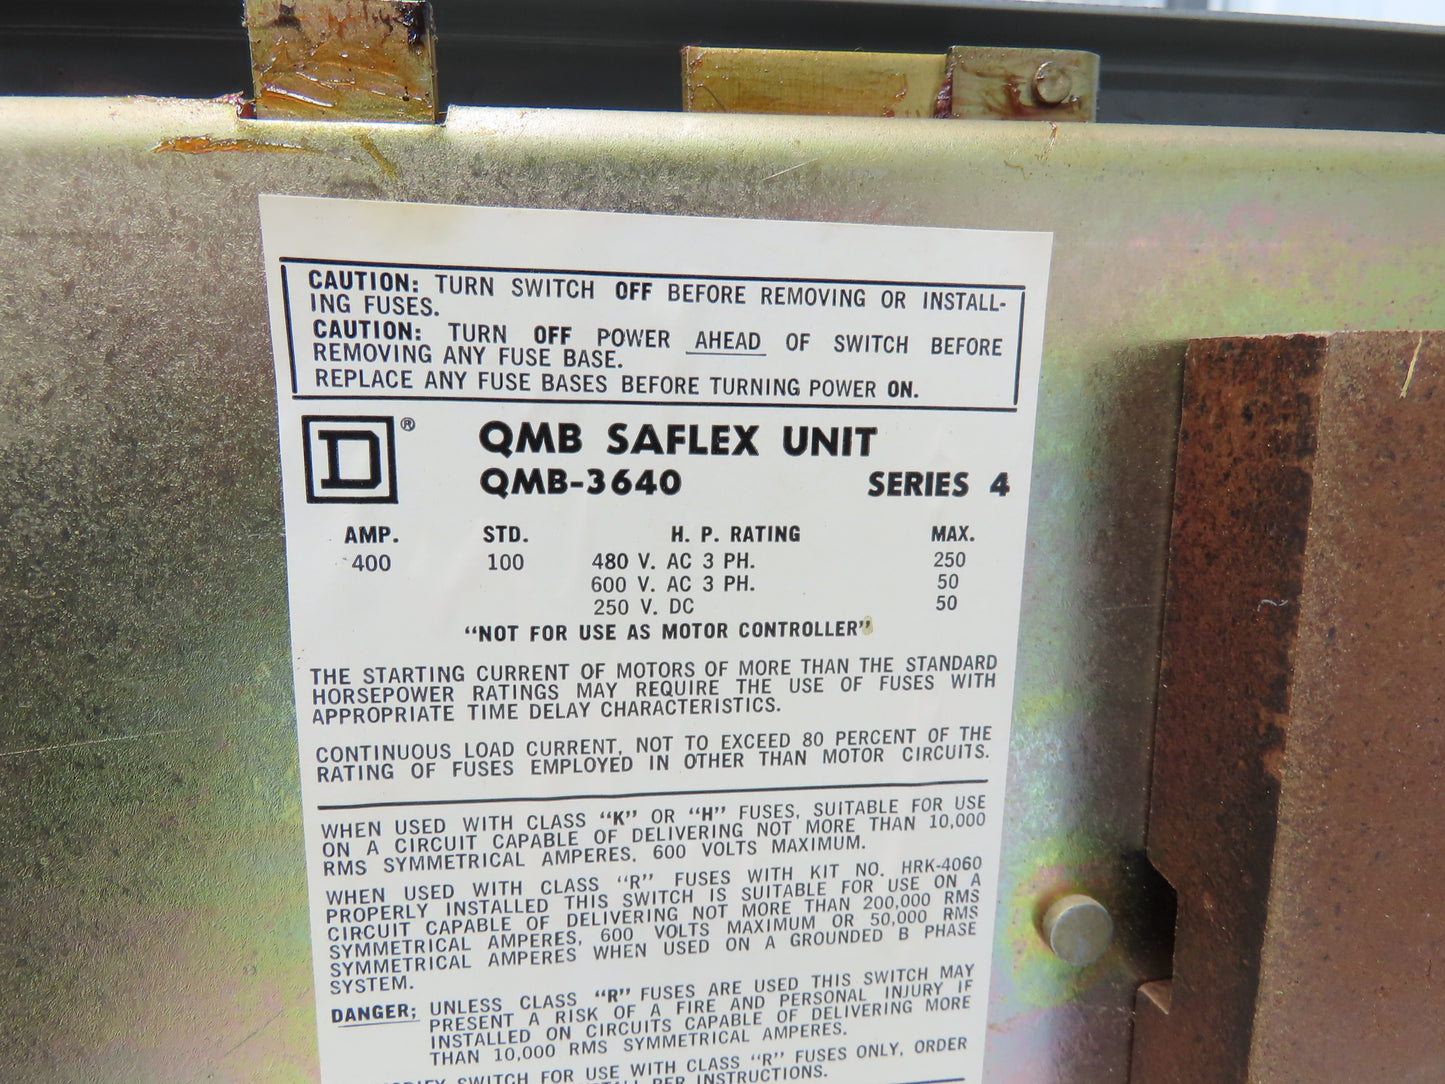 CAUTION: TURN SWITCH OFF BEFORE REMOVING OR INSTALL-
ING FUSES.
CAUTION: TURN OFF POWER AHEAD OF SWITCH BEFORE
REMOVING ANY FUSE BASE.
REPLACE ANY FUSE BASES BEFORE TURNING POWER ON.
D ®
QMB SAFLEX UNIT
QMB-3640 SERIES 4
AMP. STD. H. P. RATING MAX.
400 100 480 V. AC 3 PH. 250
600 V. AC 3 PH. 50
250 V. DC 50
“NOT FOR USE AS MOTOR CONTROLLER”
THE STARTING CURRENT OF MOTORS OF MORE THAN THE STANDARD
HORSEPOWER RATINGS MAY REQUIRE THE USE OF FUSES WITH
APPROPRIATE TIME DELAY CHARACTERISTICS.
CONTINUOUS LOAD CURRENT, NOT TO EXCEED 80 PERCENT OF THE
RATING OF FUSES EMPLOYED IN OTHER THAN MOTOR CIRCUITS.
WHEN USED WITH CLASS “K” OR “H” FUSES, SUITABLE FOR USE
ON A CIRCUIT CAPABLE OF DELIVERING NOT MORE THAN 10,000
RMS SYMMETRICAL AMPERES. 600 VOLTS MAXIMUM.
WHEN USED WITH CLASS “R” FUSES WITH KIT NO. HRK-4060
PROPERLY INSTALLED THIS SWITCH IS SUITABLE FOR USE ON A
CIRCUIT CAPABLE OF DELIVERING NOT MORE THAN 200,000 RMS
SYMMETRICAL AMPERES, 600 VOLTS MAXIMUM OR 50,000 RMS
SYMMETRICAL AMPERES WHEN USED ON A GROUNDED B PHASE
SYSTEM.
DANGER; UNLESS CLASS “R” FUSES ARE USED THIS SWITCH MAY
PRESENT A RISK OF A FIRE AND PERSONAL INJURY IF
INSTALLED ON CIRCUITS CAPABLE OF DELIVERING MORE
THAN 10,000 RMS SYMMETRICAL AMPERES.
SWITCH FOR USE WITH CLASS “R” FUSES ONLY, ORDER
PER INSTRUCTIONS.